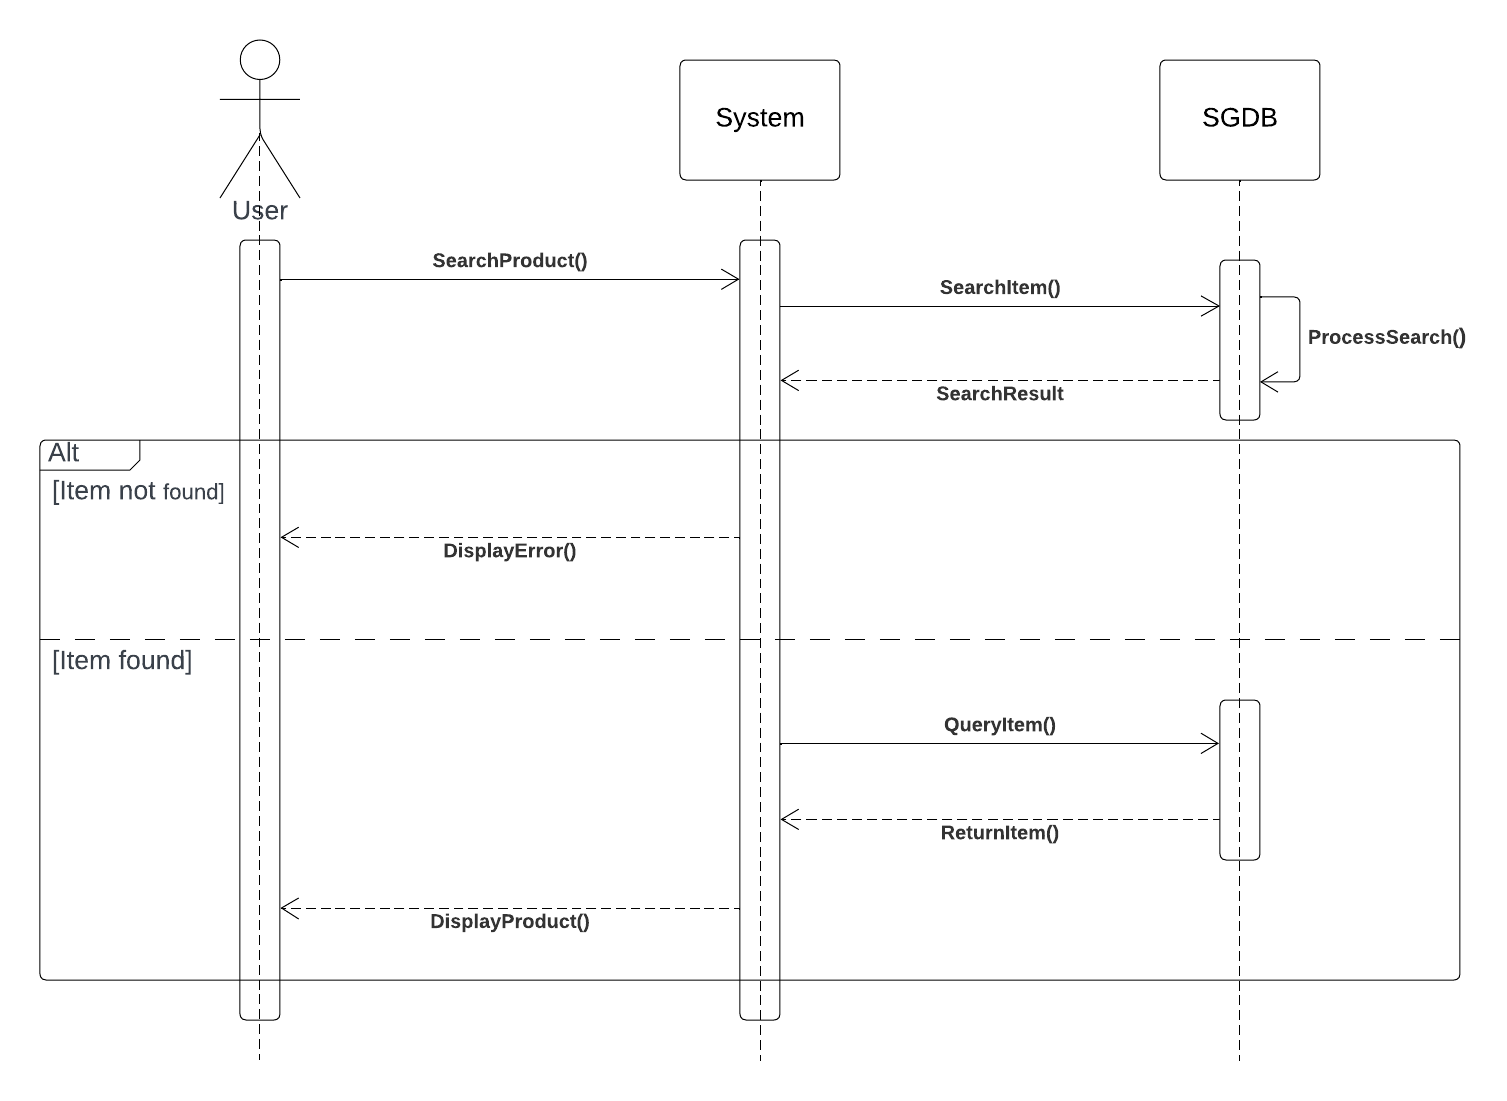 User
System
SGDB
SearchProduct()
SearchItem()
ProcessSearch()
SearchResult
Alt
[Item not found]
DisplayError()
[Item found]
QueryItem()
ReturnItem()
DisplayProduct()